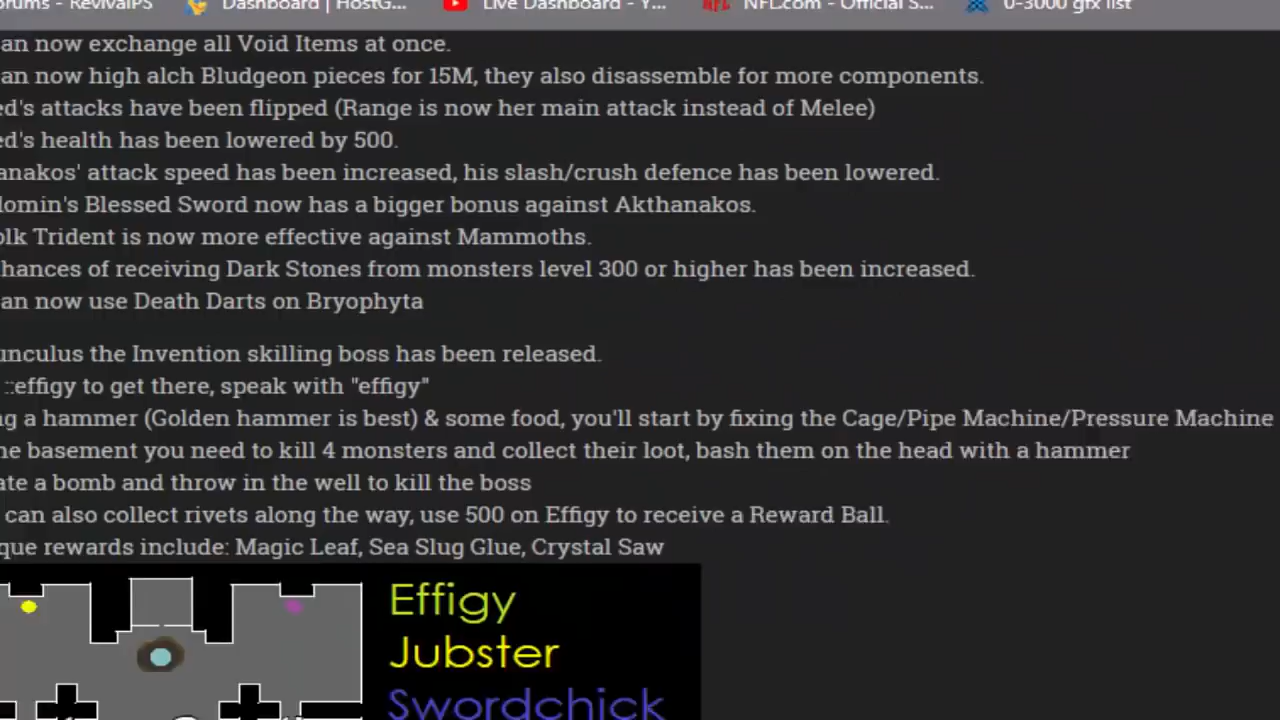 orums - RevivalPS Dashboard | HostG... Live Dashboard - Y... NFL.com - Official S... 0-3000 gfx list
an now exchange all Void Items at once.
an now high alch Bludgeon pieces for 15M, they also disassemble for more components.
ed's attacks have been flipped (Range is now her main attack instead of Melee)
ed's health has been lowered by 500.
anakos' attack speed has been increased, his slash/crush defence has been lowered.
lomin's Blessed Sword now has a bigger bonus against Akthanakos.
olk Trident is now more effective against Mammoths.
hances of receiving Dark Stones from monsters level 300 or higher has been increased.
an now use Death Darts on Bryophyta
unculus the Invention skilling boss has been released.
::effigy to get there, speak with "effigy"
ng a hammer (Golden hammer is best) & some food, you'll start by fixing the Cage/Pipe Machine/Pressure Machine
he basement you need to kill 4 monsters and collect their loot, bash them on the head with a hammer
ate a bomb and throw in the well to kill the boss
can also collect rivets along the way, use 500 on Effigy to receive a Reward Ball.
que rewards include: Magic Leaf, Sea Slug Glue, Crystal Saw
Effigy
Jubster
Swordchick